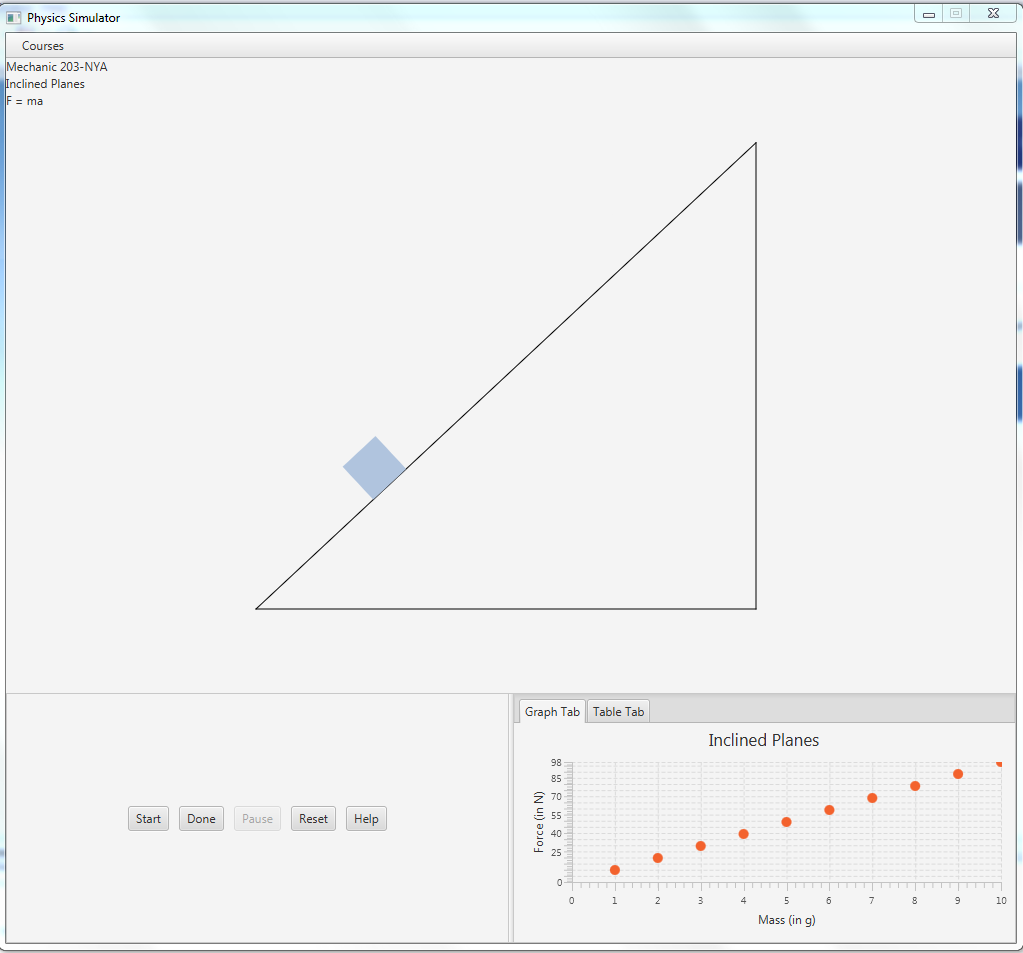 Physics Simulator
Courses
Mechanic 203-NYA
Inclined Planes
F = ma
Start Done Pause Reset Help
Graph Tab Table Tab
Inclined Planes
Force (in N)
98
85
70
55
40
25
0
0 1 2 3 4 5 6 7 8 9 10
Mass (in g)